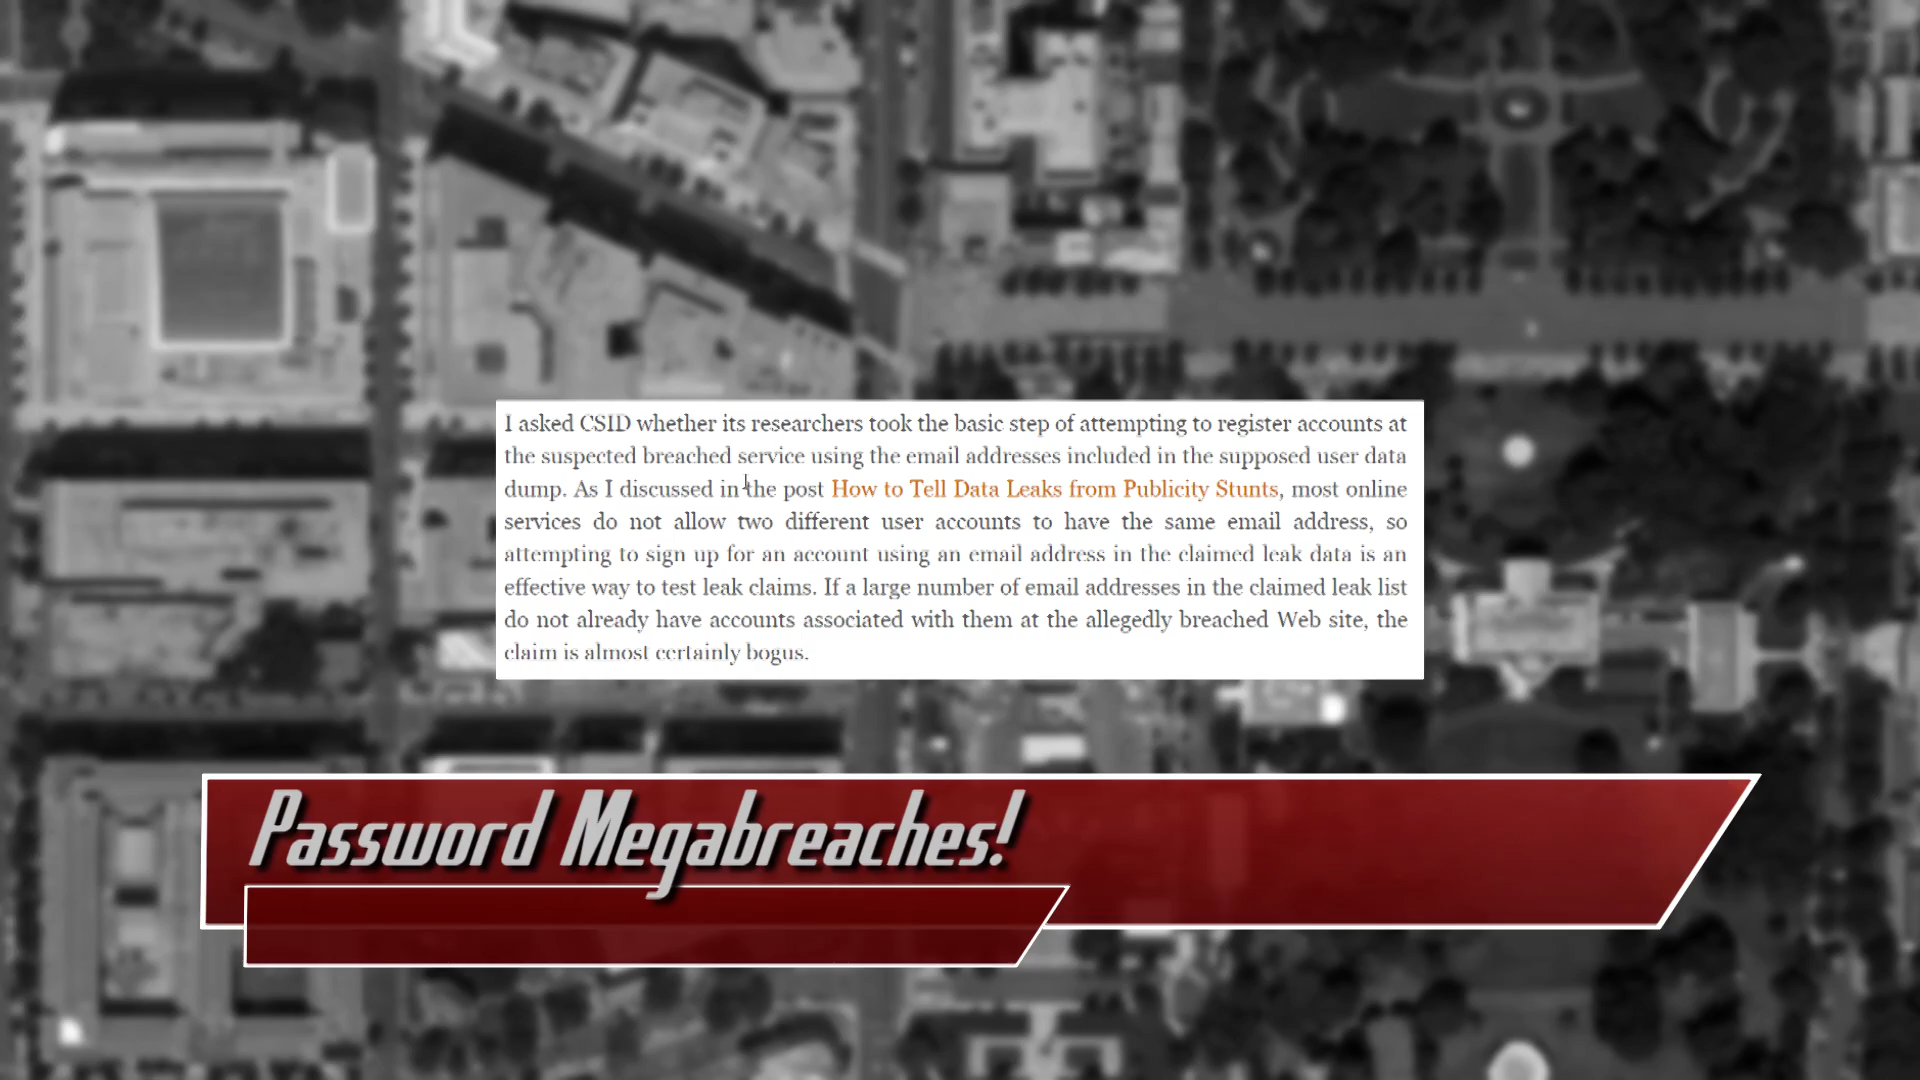 I asked CSID whether its researchers took the basic step of attempting to register accounts at
the suspected breached service using the email addresses included in the supposed user data
dump. As I discussed in the post How to Tell Data Leaks from Publicity Stunts, most online
services do not allow two different user accounts to have the same email address, so
attempting to sign up for an account using an email address in the claimed leak data is an
effective way to test leak claims. If a large number of email addresses in the claimed leak list
do not already have accounts associated with them at the allegedly breached Web site, the
claim is almost certainly bogus.
Password Megabreaches!